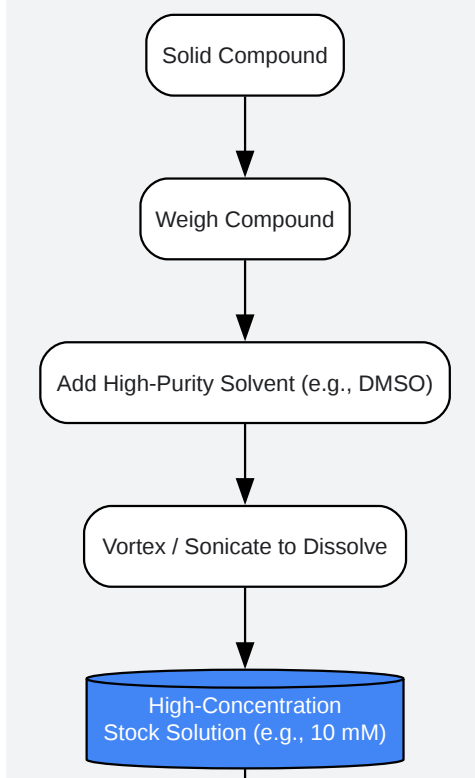 Solid Compound
Weigh Compound
Add High-Purity Solvent (e.g., DMSO)
Vortex / Sonicate to Dissolve
High-Concentration
Stock Solution (e.g., 10 mM)